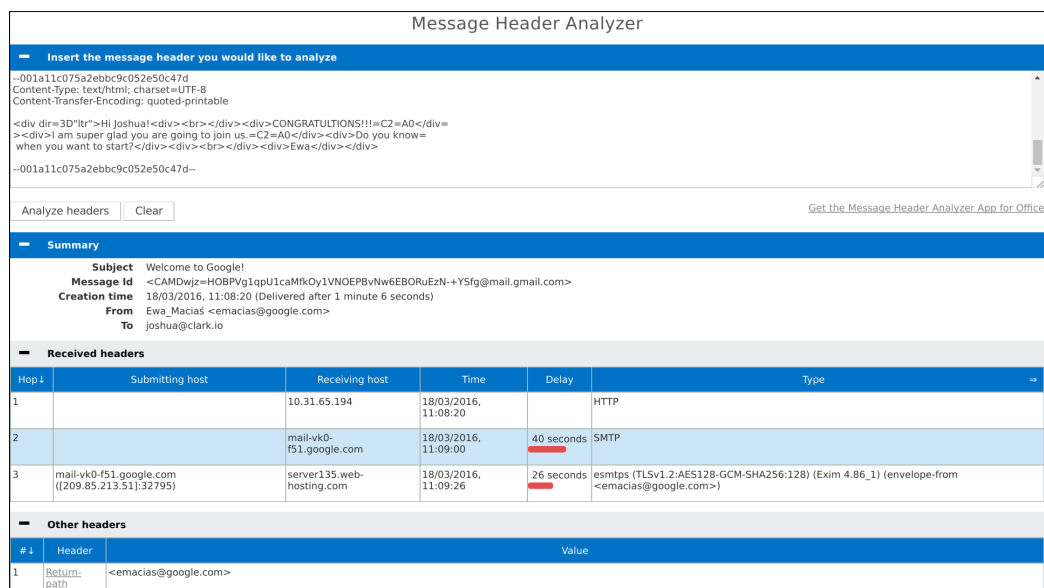 Message Header Analyzer
Insert the message header you would like to analyze
--001a11c075a2ebbc9c052e50c47d
Content-Type: text/html; charset=UTF-8
Content-Transfer-Encoding: quoted-printable
<div dir=3D"ltr">Hi Joshua!<div><br></div><div>CONGRATULTIONS!!!=C2=A0</div=
><div>I am super glad you are going to join us.=C2=A0</div><div>Do you know=
when you want to start?</div><div><br></div><div>Ewa</div></div>
--001a11c075a2ebbc9c052e50c47d--
Analyze headers Clear Get the Message Header Analyzer App for Office
Summary
Subject Welcome to Google!
Message Id <CAMDwjz=HOBPVg1qpU1caMfkOy1VNOEPBvNw6EBORuEzN-+YSfg@mail.gmail.com>
Creation time 18/03/2016, 11:08:20 (Delivered after 1 minute 6 seconds)
From Ewa_Maciaś <emacias@google.com>
To joshua@clark.io
Received headers
Hop↓ Submitting host Receiving host Time Delay Type ⇒
1 10.31.65.194 18/03/2016, HTTP
11:08:20
2 mail-vk0- 18/03/2016, 40 seconds SMTP
f51.google.com 11:09:00
3 mail-vk0-f51.google.com server135.web- 18/03/2016, 26 seconds esmtps (TLSv1.2:AES128-GCM-SHA256:128) (Exim 4.86_1) (envelope-from
([209.85.213.51]:32795) hosting.com 11:09:26 <emacias@google.com>)
Other headers
#↓ Header Value
1 Return- <emacias@google.com>
path